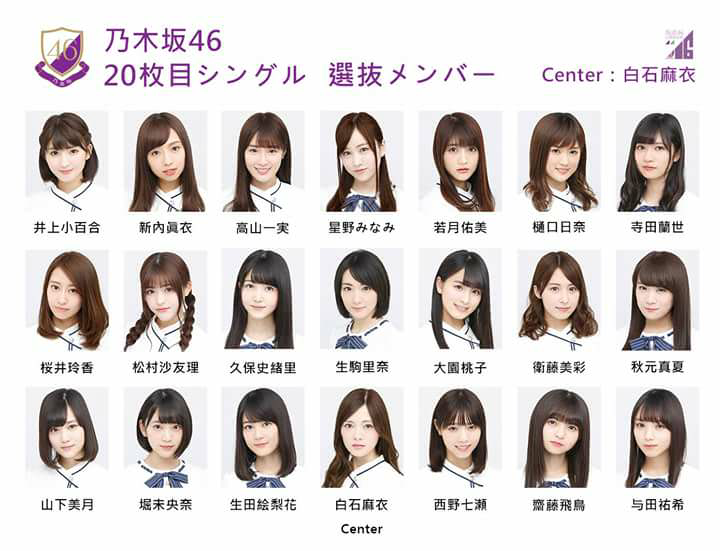 46
乃木坂46
20枚目シングル 選抜メンバー
Center：白石麻衣
井上小百合 新内眞衣 高山一実 星野みなみ 若月佑美 樋口日奈 寺田蘭世
桜井玲香 松村沙友理 久保史緒里 生駒里奈 大園桃子 衛藤美彩 秋元真夏
山下美月 堀未央奈 生田絵梨花 白石麻衣 西野七瀬 齋藤飛鳥 与田祐希
Center